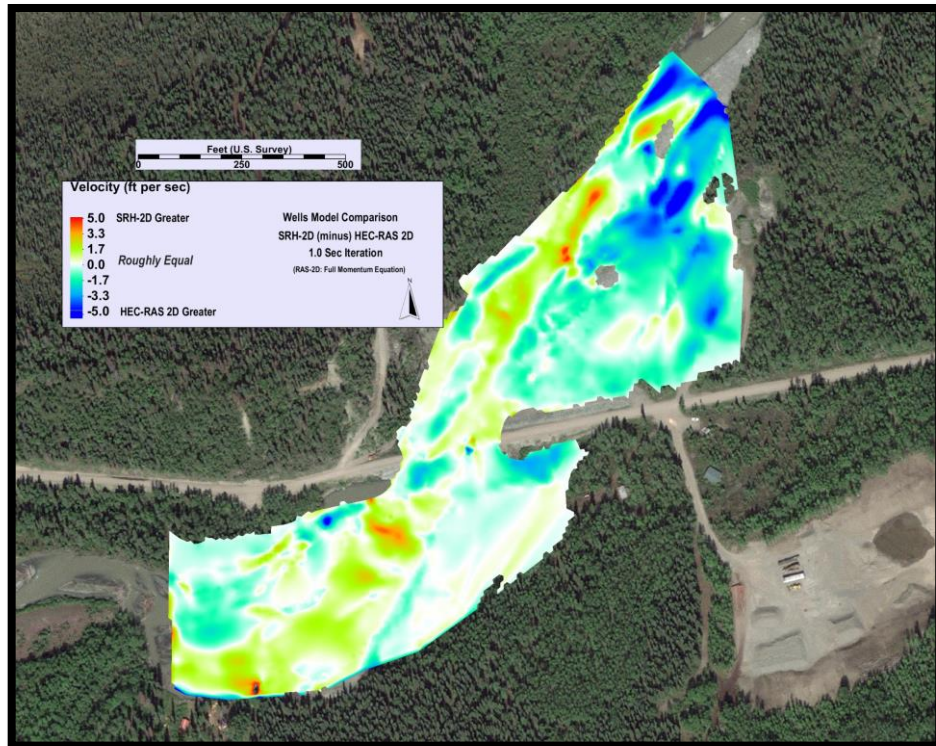 Feet (U.S. Survey)
0 250 500
Velocity (ft per sec)
5.0 SRH-2D Greater
3.3
1.7
0.0 Roughly Equal
-1.7
-3.3
-5.0 HEC-RAS 2D Greater
Wells Model Comparison
SRH-2D (minus) HEC-RAS 2D
1.0 Sec Iteration
(RAS-2D: Full Momentum Equation)
N